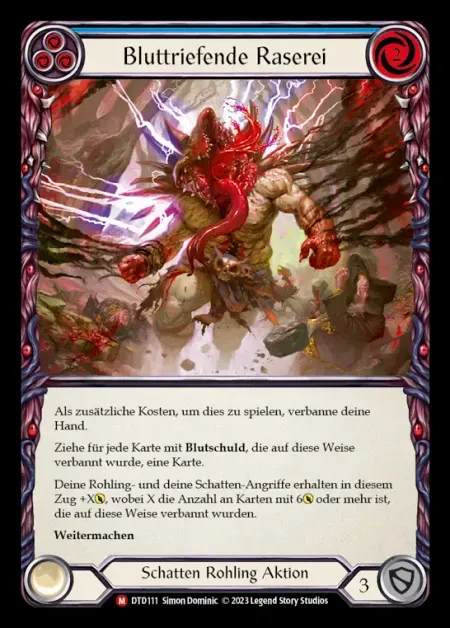 Bluttriefende Raserei
2
Als zusätzliche Kosten, um dies zu spielen, verbanne deine
Hand.
Ziehe für jede Karte mit Blutschuld, die auf diese Weise
verbannt wurde, eine Karte.
Deine Rohling- und deine Schatten-Angriffe erhalten in diesem
Zug +X, wobei X die Anzahl an Karten mit 6 oder mehr ist,
die auf diese Weise verbannt wurden.
Weitermachen
Schatten Rohling Aktion
3
M DTD111 Simon Dominic © 2023 Legend Story Studios